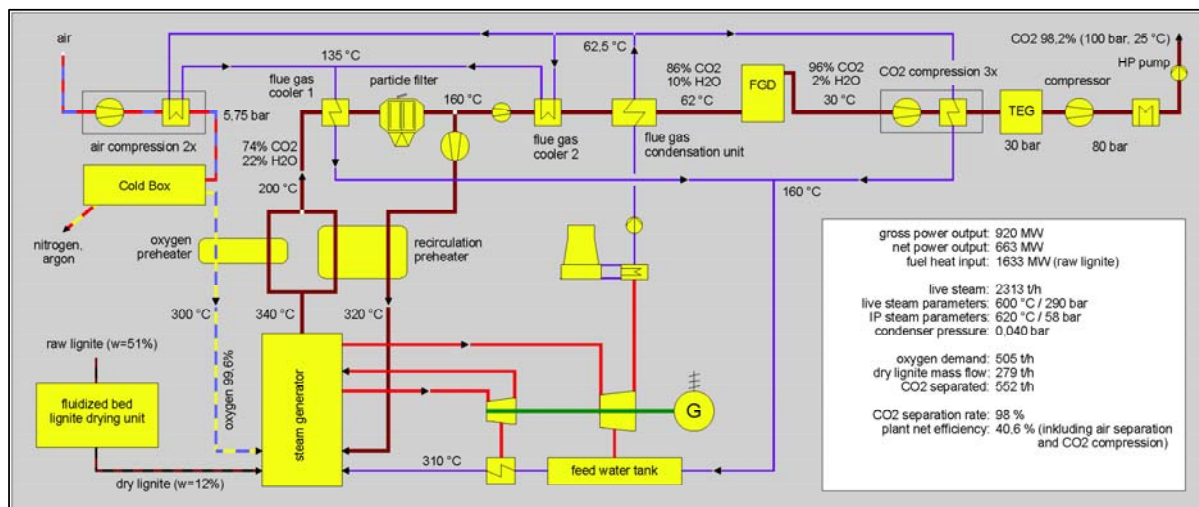 air
5,75 bar
air compression 2x
Cold Box
nitrogen,
argon
135 °C
flue gas
cooler 1
particle filter
160 °C
74% CO2
22% H2O
200 °C
oxygen
preheater
recirculation
preheater
flue gas
cooler 2
62,5 °C
flue gas
condensation unit
86% CO2
10% H2O
62 °C
FGD
96% CO2
2% H2O
30 °C
CO2 compression 3x
TEG
30 bar
compressor
80 bar
CO2 98,2% (100 bar, 25 °C)
HP pump
160 °C
300 °C
340 °C
320 °C
raw lignite (w=51%)
fluidized bed
lignite drying unit
dry lignite (w=12%)
oxygen 99,6%
steam generator
310 °C
feed water tank
G
gross power output: 920 MW
net power output: 663 MW
fuel heat input: 1633 MW (raw lignite)
live steam: 2313 t/h
live steam parameters: 600 °C / 290 bar
IP steam parameters: 620 °C / 58 bar
condenser pressure: 0,040 bar
oxygen demand: 505 t/h
dry lignite mass flow: 279 t/h
CO2 separated: 552 t/h
CO2 separation rate: 98 %
plant net efficiency: 40,6 % (inkluding air separation
and CO2 compression)